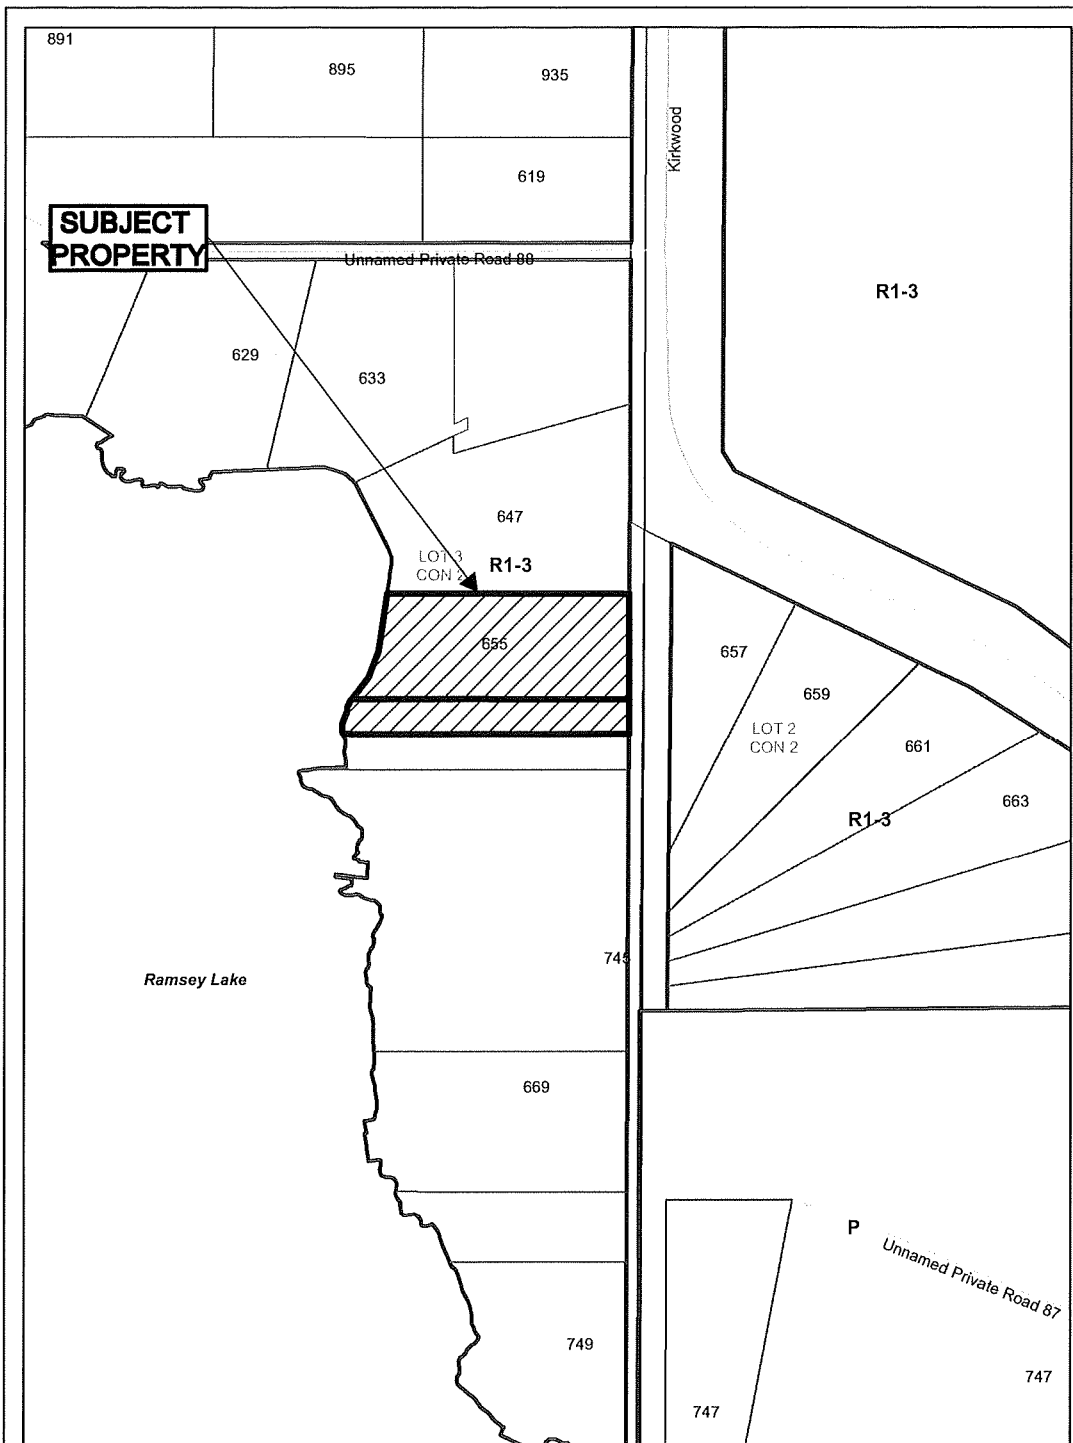 891
895
935
Kirkwood
619
SUBJECT
PROPERTY
Unnamed Private Road 88
R1-3
629
633
647
LOT 3
CON 2
R1-3
655
657
659
LOT 2
CON 2
661
663
R1-3
745
Ramsey Lake
669
P
Unnamed Private Road 87
749
747
747